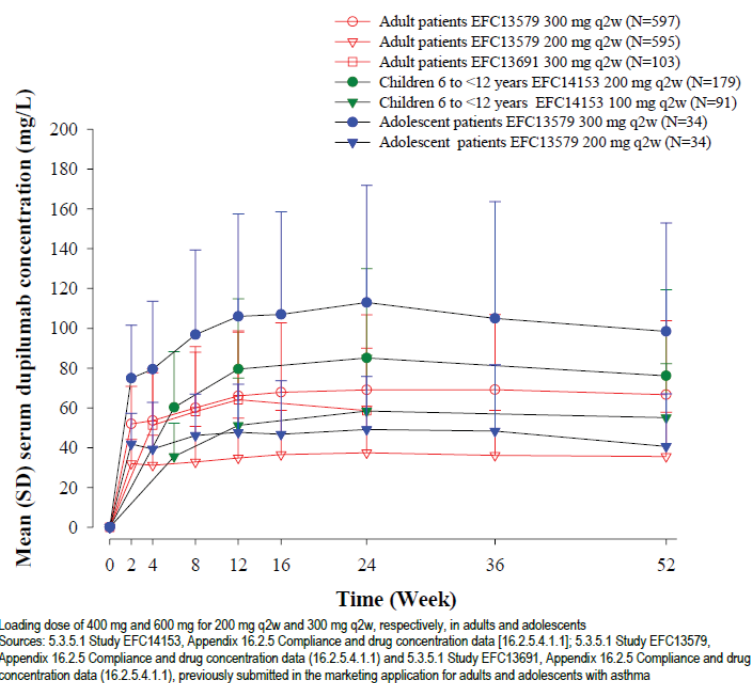 Adult patients EFC13579 300 mg q2w (N=597)
Adult patients EFC13579 200 mg q2w (N=595)
Adult patients EFC13691 300 mg q2w (N=103)
Children 6 to <12 years EFC14153 200 mg q2w (N=179)
Children 6 to <12 years  EFC14153 100 mg q2w (N=91)
Adolescent patients EFC13579 300 mg q2w (N=34)
Adolescent  patients EFC13579 200 mg q2w (N=34)
Mean (SD) serum dupilumab concentration (mg/L)
200
180
160
140
120
100
80
60
40
20
0
0 2 4 8 12 16 24 36 52
Time (Week)
Loading dose of 400 mg and 600 mg for 200 mg q2w and 300 mg q2w, respectively, in adults and adolescents
Sources: 5.3.5.1 Study EFC14153, Appendix 16.2.5 Compliance and drug concentration data [16.2.5.4.1.1]; 5.3.5.1 Study EFC13579,
Appendix 16.2.5 Compliance and drug concentration data (16.2.5.4.1.1) and 5.3.5.1 Study EFC13691, Appendix 16.2.5 Compliance and drug
concentration data (16.2.5.4.1.1), previously submitted in the marketing application for adults and adolescents with asthma